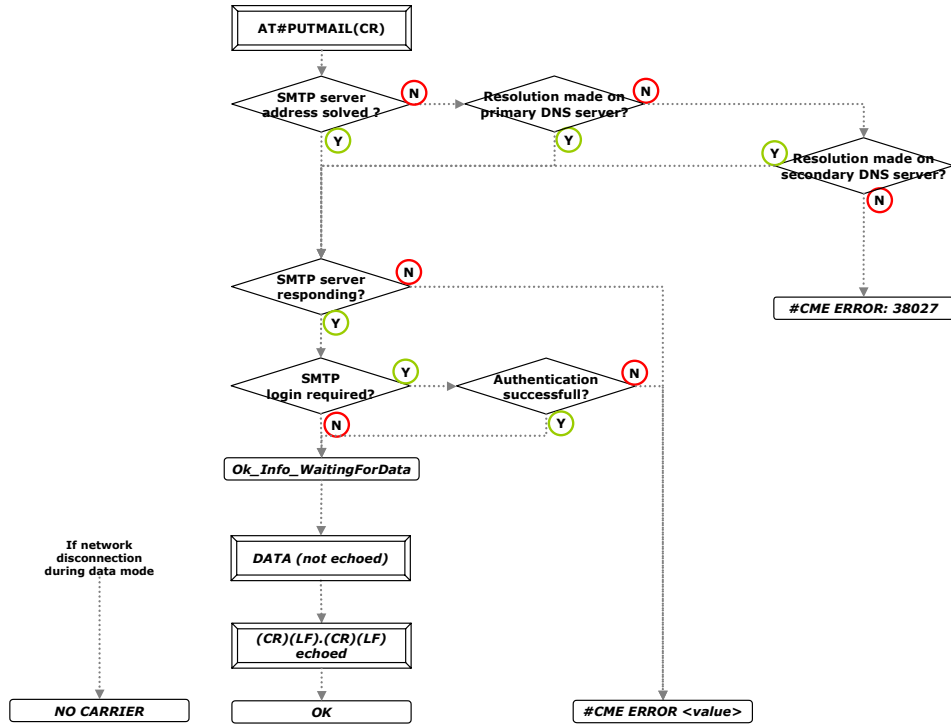 AT#PUTMAIL(CR)
SMTP server
address solved ?
N
Resolution made on
primary DNS server?
N
Y
Y
Y
Resolution made on
secondary DNS server?
N
SMTP server
responding?
N
#CME ERROR: 38027
Y
SMTP
login required?
Y
Authentication
successfull?
N
N
Y
Ok_Info_WaitingForData
If network
disconnection
during data mode
DATA (not echoed)
(CR)(LF).(CR)(LF)
echoed
NO CARRIER
OK
#CME ERROR <value>